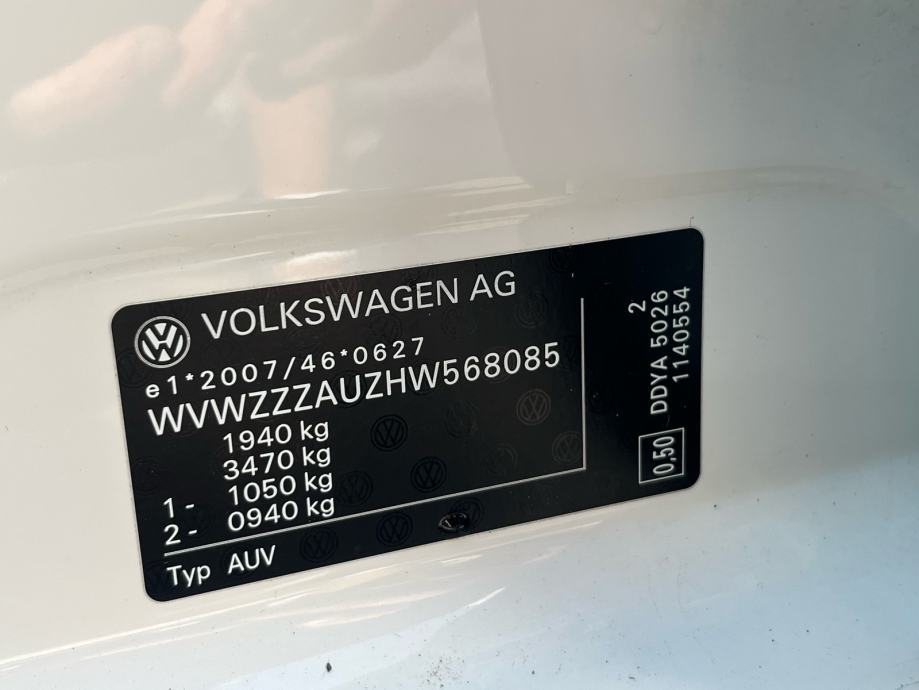 VOLKSWAGEN AG
e1*2007/46*0627
WVWZZZAUZHW568085
1940 kg
3470 kg
1 - 1050 kg
2 - 0940 kg
Typ AUV
2
DDYA 5026
1140554
0,50